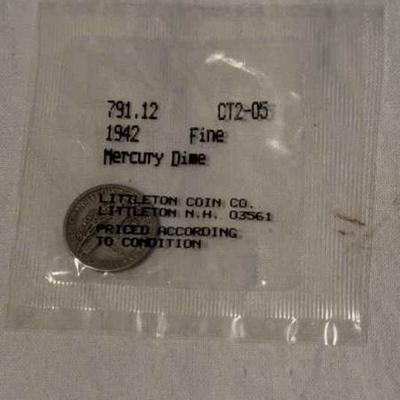 791.12 CT2-05
1942 Fine
Mercury Dime
LITTLETON COIN CO.
LITTLETON N.H. 03561
PRICED ACCORDING
TO CONDITION